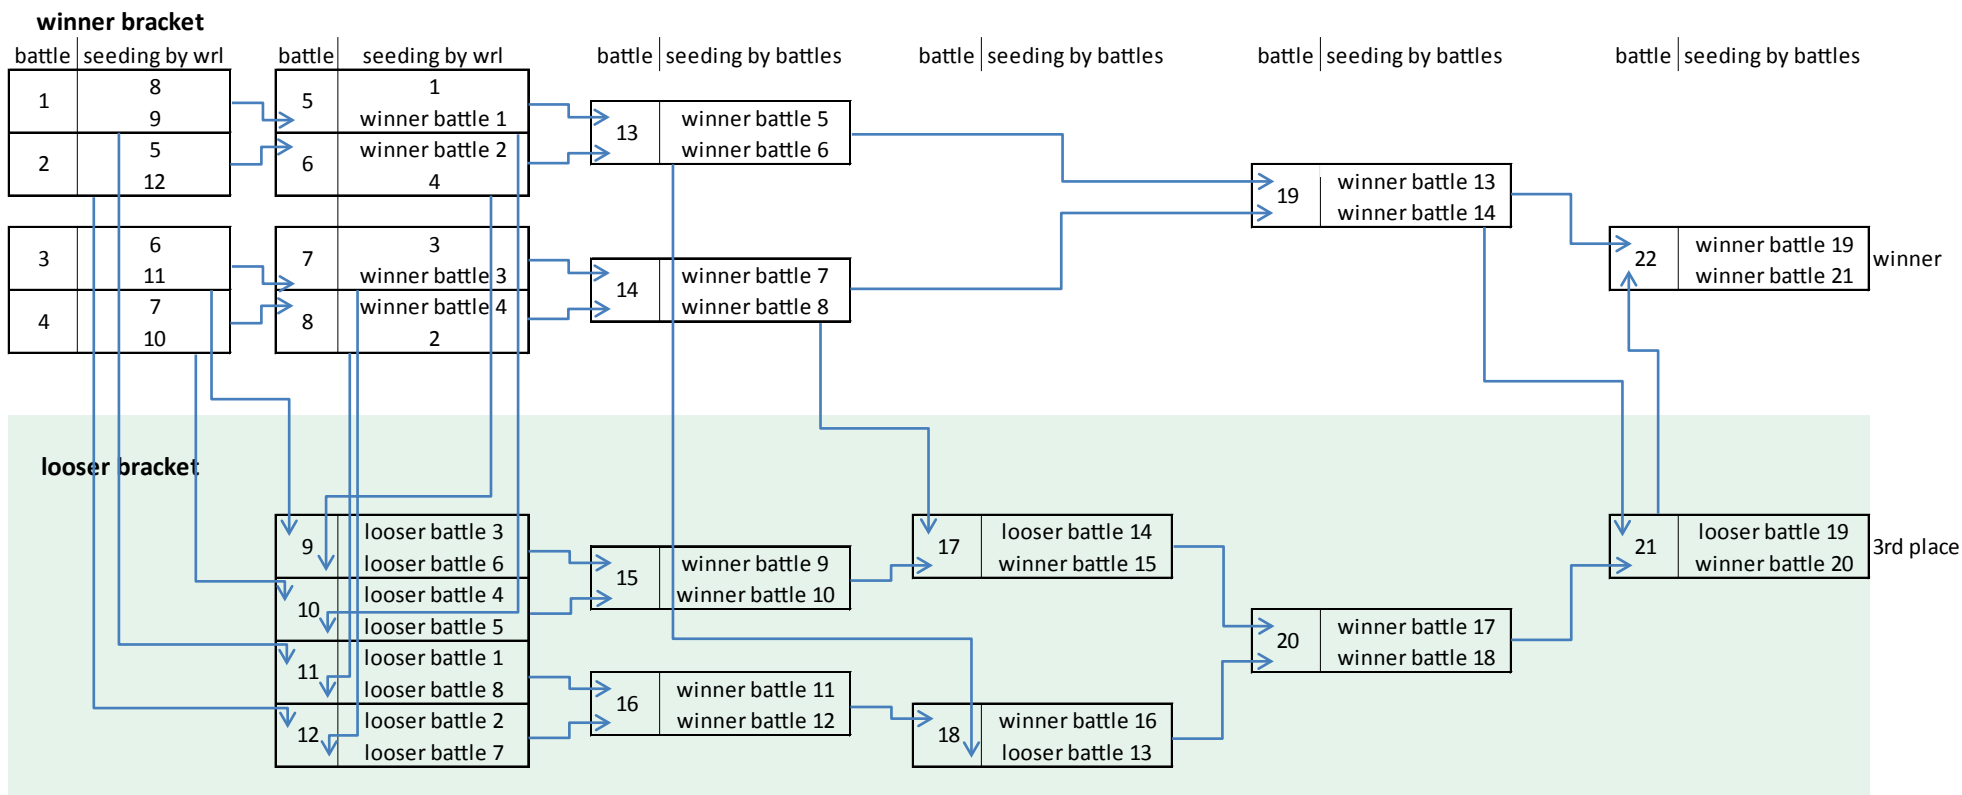 winner bracket
battle seeding by wrl battle seeding by wrl battle seeding by battles battle seeding by battles battle seeding by battles battle seeding by battles
1
8
9
2
5
12
3
6
11
4
7
10
5
1
winner battle 1
6
winner battle 2
4
7
3
winner battle 3
8
winner battle 4
2
13
winner battle 5
winner battle 6
14
winner battle 7
winner battle 8
19
winner battle 13
winner battle 14
22
winner battle 19
winner battle 21
winner
looser bracket
9
looser battle 3
looser battle 6
10
looser battle 4
looser battle 5
11
looser battle 1
looser battle 8
12
looser battle 2
looser battle 7
15
winner battle 9
winner battle 10
16
winner battle 11
winner battle 12
17
looser battle 14
winner battle 15
18
winner battle 16
looser battle 13
20
winner battle 17
winner battle 18
21
looser battle 19
winner battle 20
3rd place